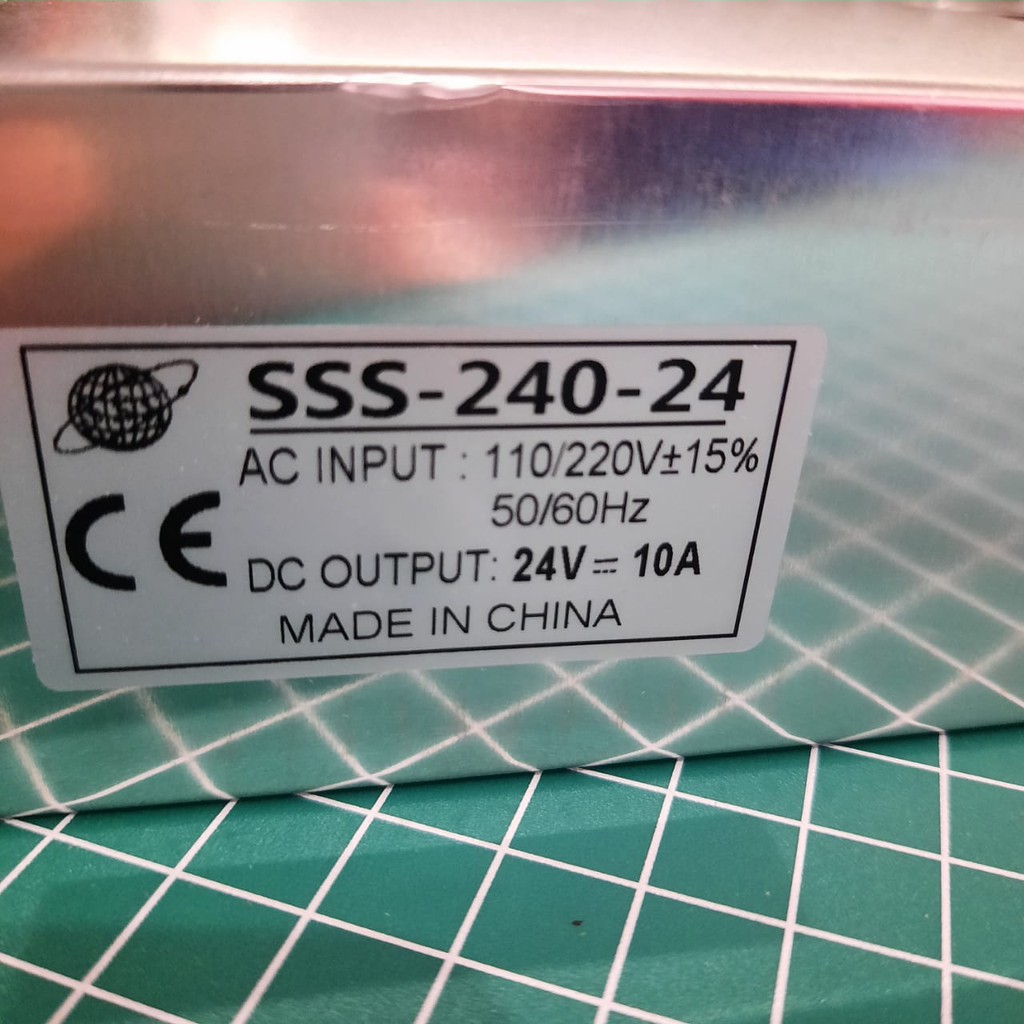 SSS-240-24
AC INPUT : 110/220V±15%
50/60Hz
CE
DC OUTPUT: 24V⎓ 10A
MADE IN CHINA